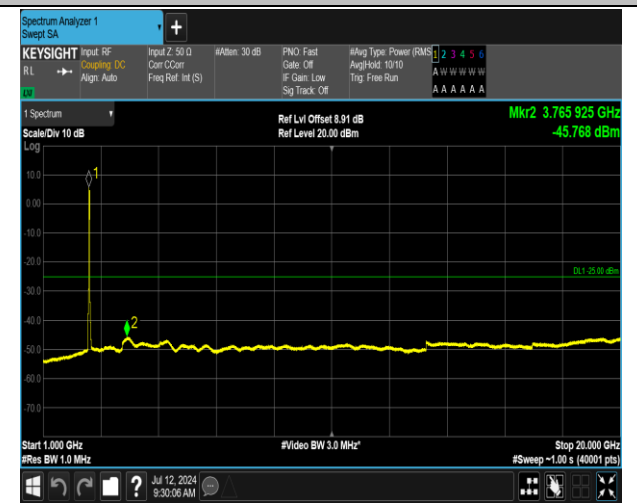 Spectrum Analyzer 1
Swept SA
+
KEYSIGHT Input: RF Input Z: 50 Ω #Atten: 30 dB PNO: Fast #Avg Type: Power (RMS 1 2 3 4 5 6
RL Coupling: DC Corr CCorr Gate: Off Avg|Hold: 10/10 A W W W W W
Align: Auto Freq Ref: Int (S) IF Gain: Low Trig: Free Run
Sig Track: Off A A A A A A
1 Spectrum Ref Lvl Offset 8.91 dB Mkr2 3.765 925 GHz
Scale/Div 10 dB Ref Level 20.00 dBm -45.768 dBm
Log
10.0
1
0.00
-10.0
-20.0
DL1 -25.00 dBm
-30.0
-40.0
2
-50.0
-60.0
-70.0
Start 1.000 GHz #Video BW 3.0 MHz* Stop 20.000 GHz
#Res BW 1.0 MHz #Sweep ~1.00 s (40001 pts)
? Jul 12, 2024
9:30:06 AM